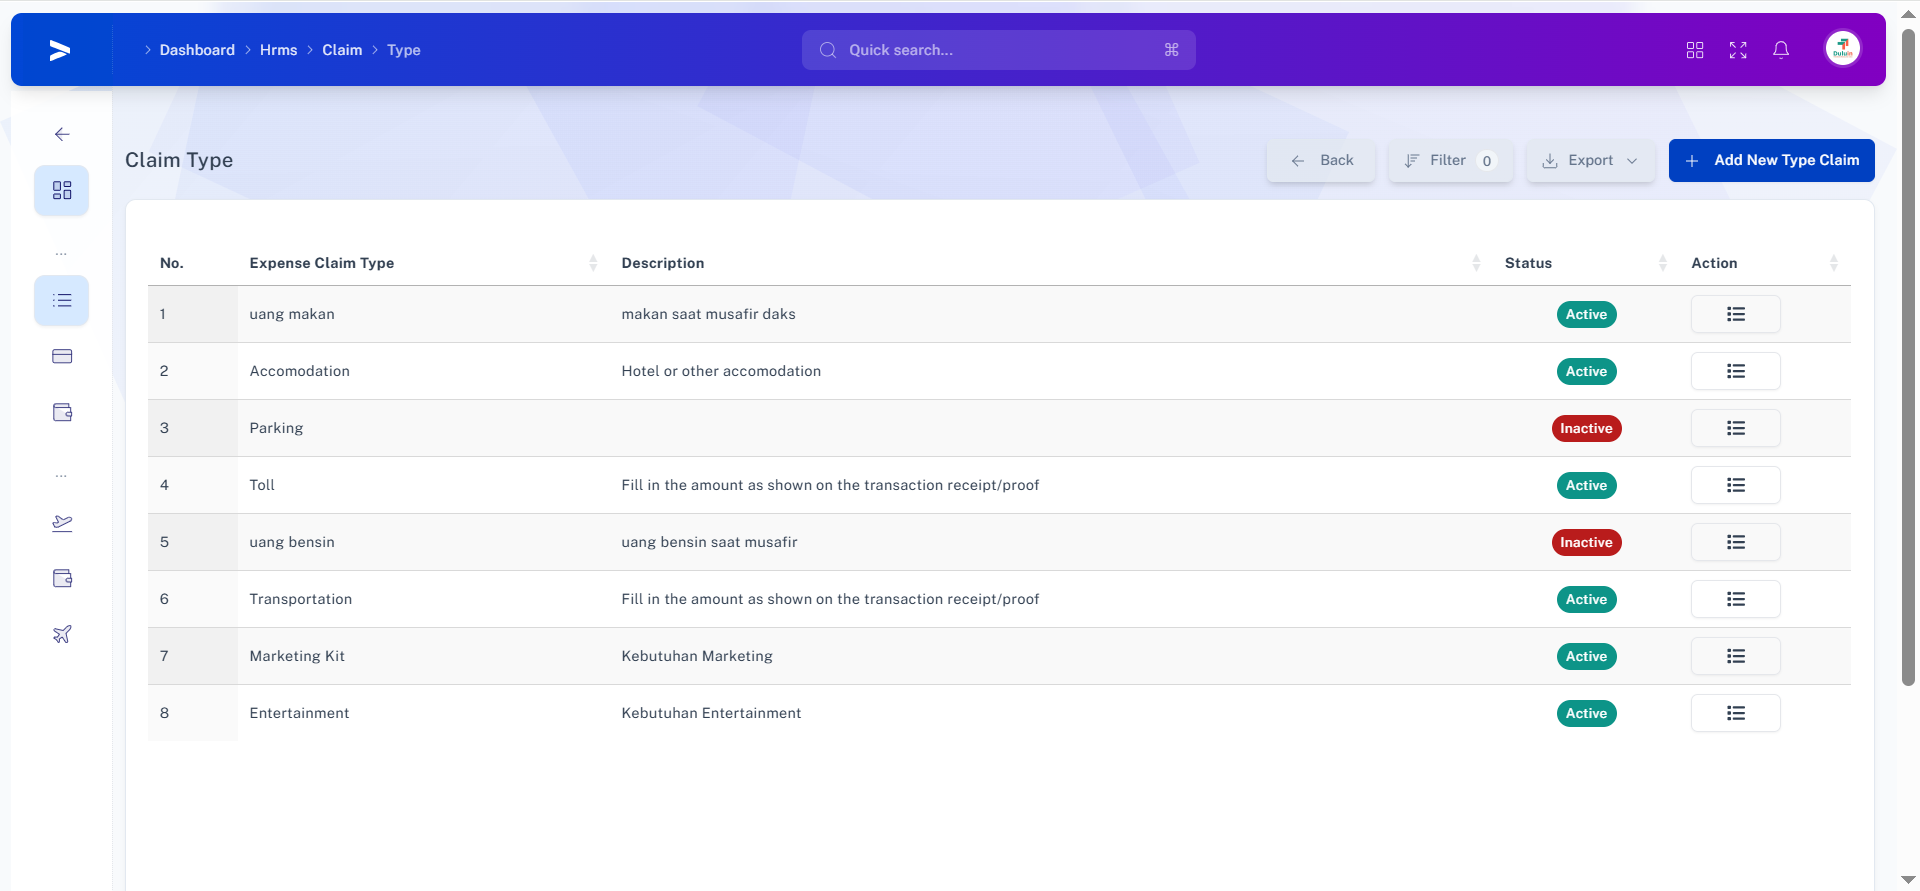 Dashboard Hrms Claim Type
Quick search...
⌘
Duluin
Claim Type
Back
Filter 0
Export
Add New Type Claim
...
...
No. Expense Claim Type Description Status Action
1 uang makan makan saat musafir daks Active
2 Accomodation Hotel or other accomodation Active
3 Parking Inactive
4 Toll Fill in the amount as shown on the transaction receipt/proof Active
5 uang bensin uang bensin saat musafir Inactive
6 Transportation Fill in the amount as shown on the transaction receipt/proof Active
7 Marketing Kit Kebutuhan Marketing Active
8 Entertainment Kebutuhan Entertainment Active